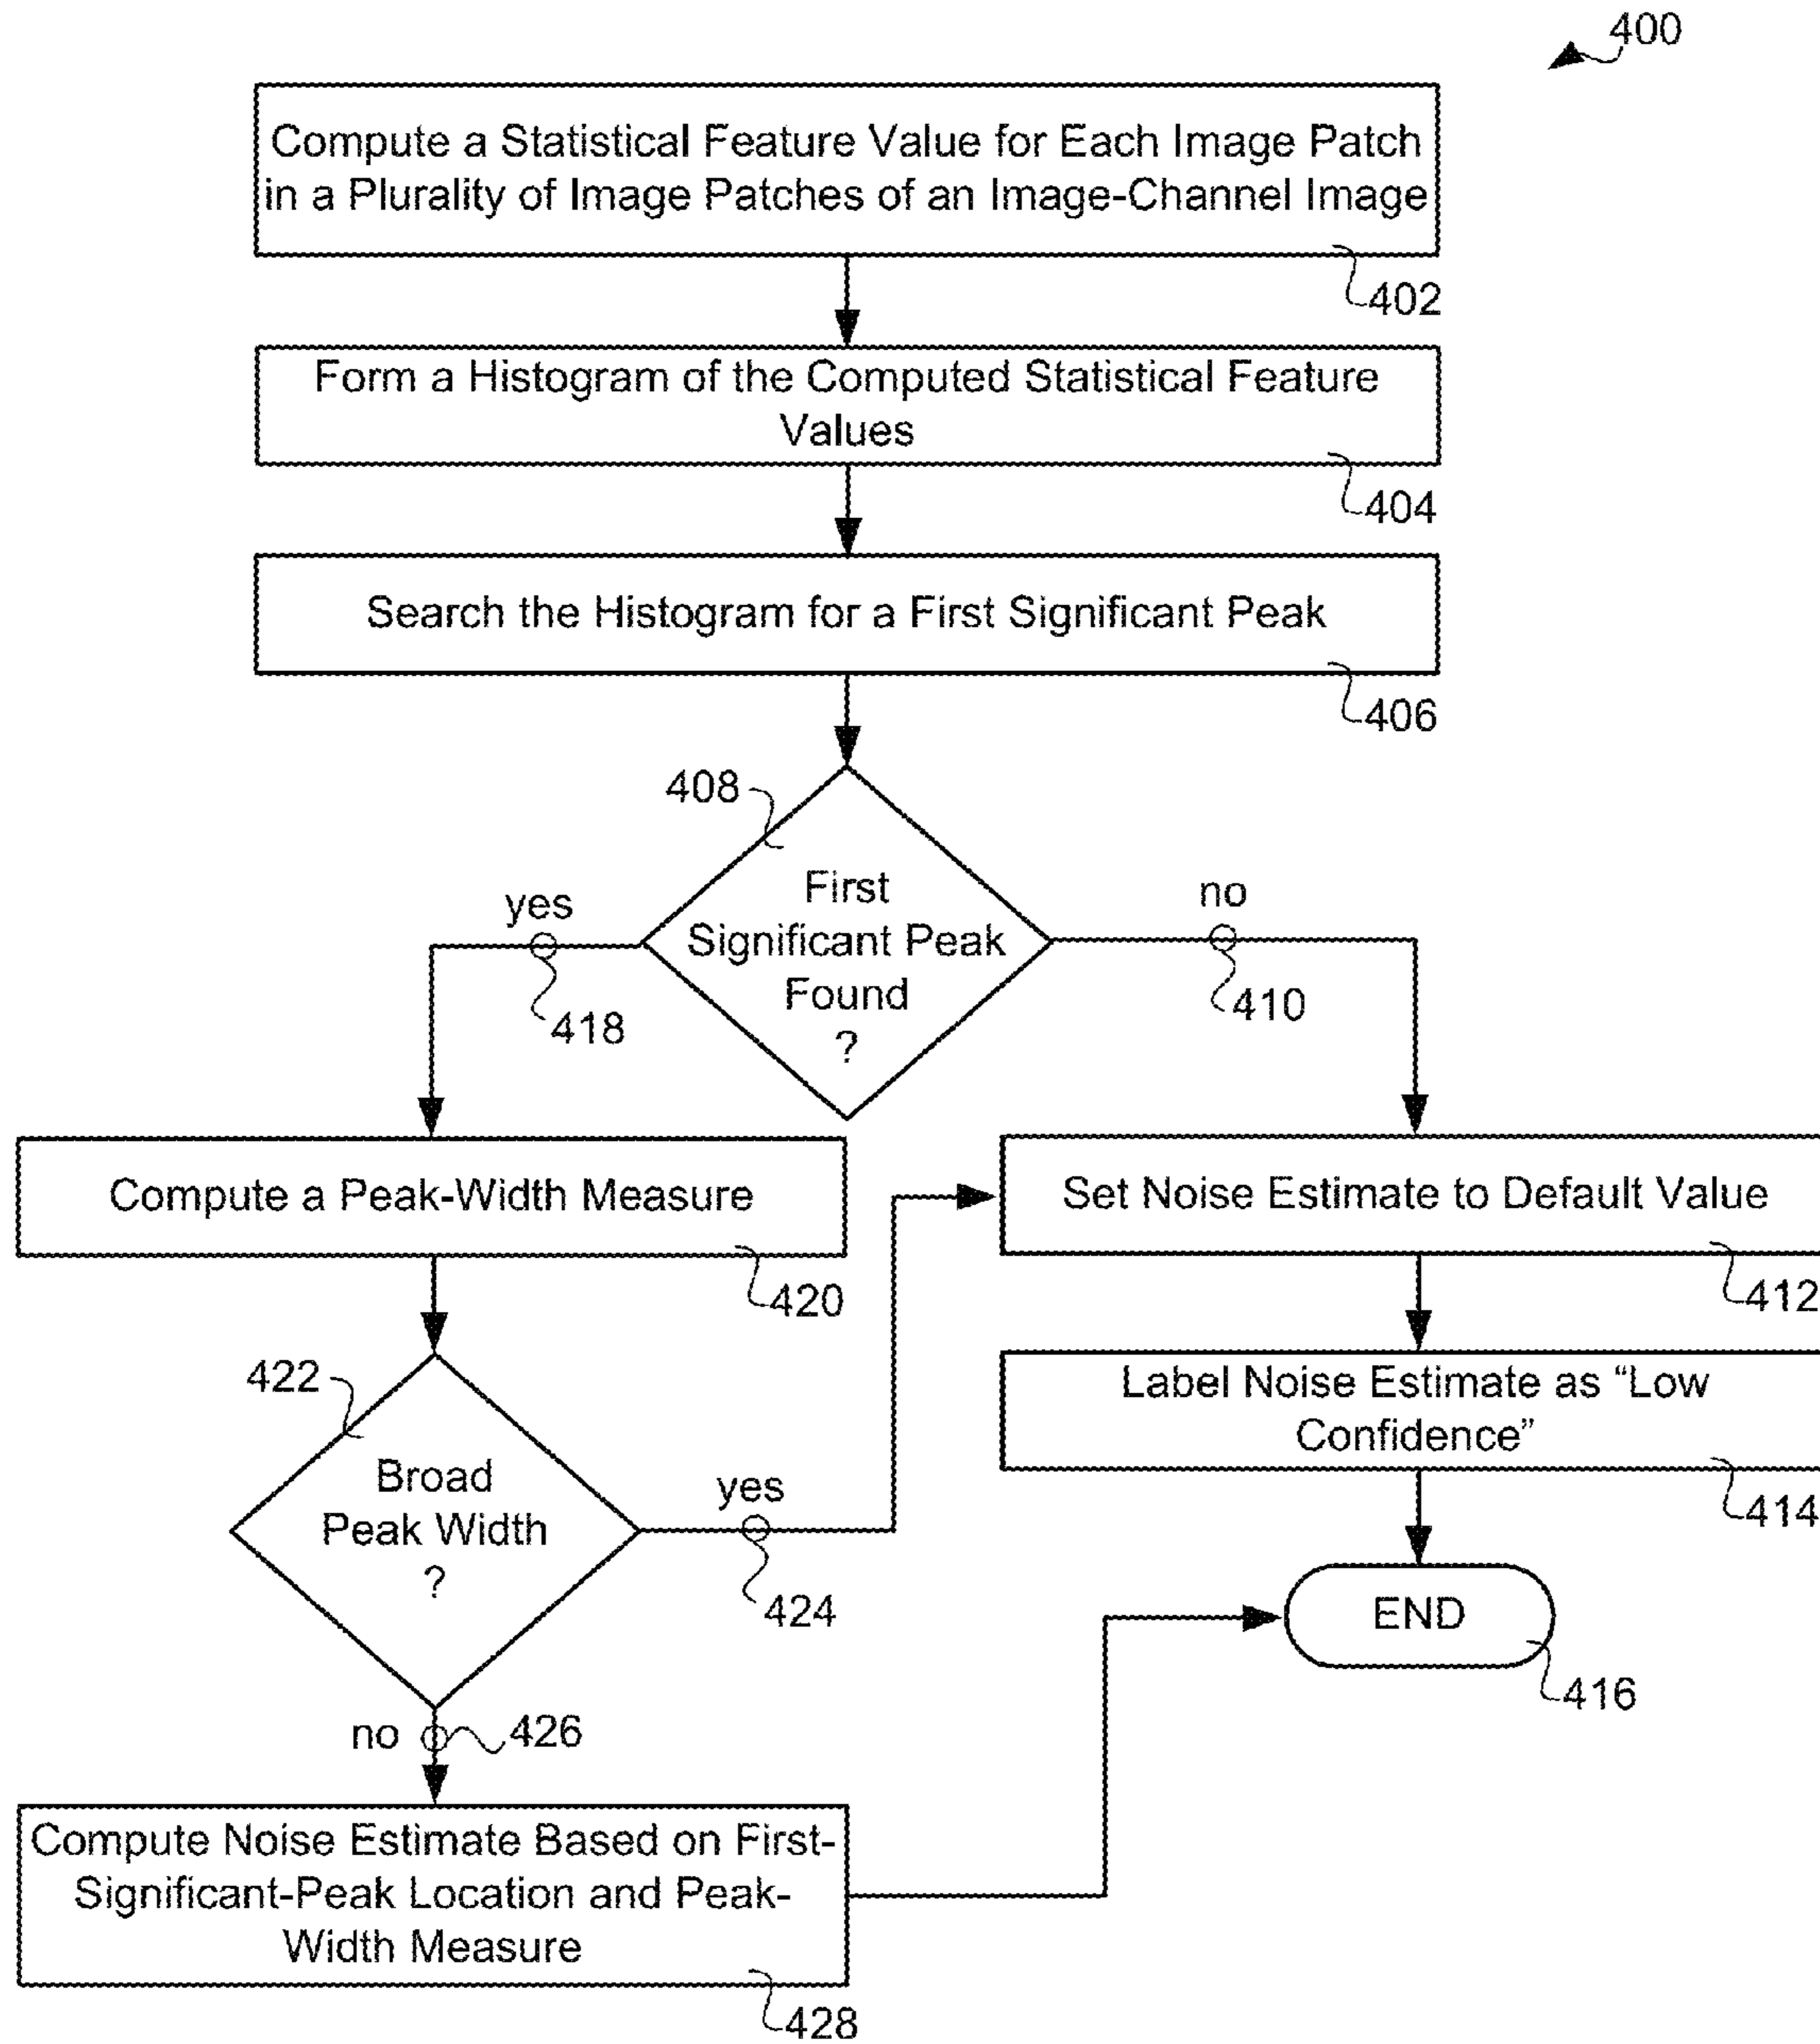 400
Compute a Statistical Feature Value for Each Image Patch
in a Plurality of Image Patches of an Image-Channel Image
402
Form a Histogram of the Computed Statistical Feature
Values
404
Search the Histogram for a First Significant Peak
406
408
First
Significant Peak
Found
?
yes
418
no
410
Compute a Peak-Width Measure
420
Set Noise Estimate to Default Value
412
422
Broad
Peak Width
?
yes
424
Label Noise Estimate as “Low
Confidence”
414
END
416
no
426
Compute Noise Estimate Based on First-
Significant-Peak Location and Peak-
Width Measure
428